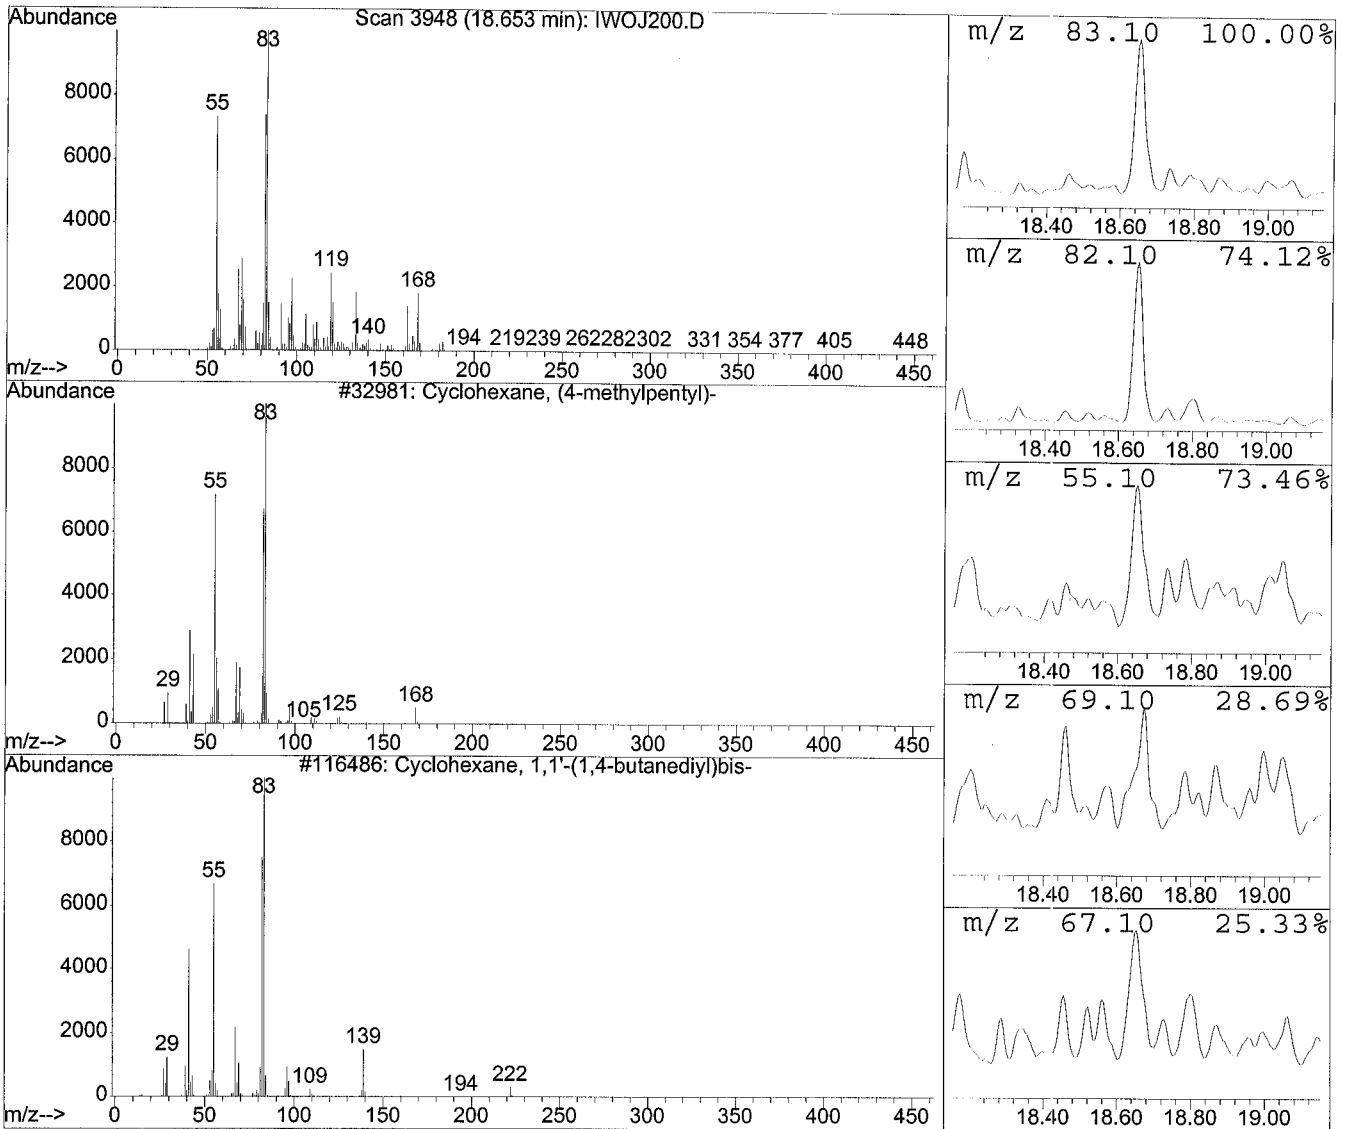 Abundance
Scan 3948 (18.653 min): IWOJ200.D
83
8000
55
6000
4000
119
2000
168
140
194 219 239 262 282 302 331 354 377 405 448
0
m/z--> 0 50 100 150 200 250 300 350 400 450
Abundance
#32981: Cyclohexane, (4-methylpentyl)-
83
8000
55
6000
4000
2000
29
105 125 168
0
m/z--> 0 50 100 150 200 250 300 350 400 450
Abundance
#116486: Cyclohexane, 1,1'-(1,4-butanediyl)bis-
83
8000
55
6000
4000
2000
29
139
109
194 222
0
m/z--> 0 50 100 150 200 250 300 350 400 450
m/z 83.10 100.00%
18.40 18.60 18.80 19.00
m/z 82.10 74.12%
18.40 18.60 18.80 19.00
m/z 55.10 73.46%
18.40 18.60 18.80 19.00
m/z 69.10 28.69%
18.40 18.60 18.80 19.00
m/z 67.10 25.33%
18.40 18.60 18.80 19.00